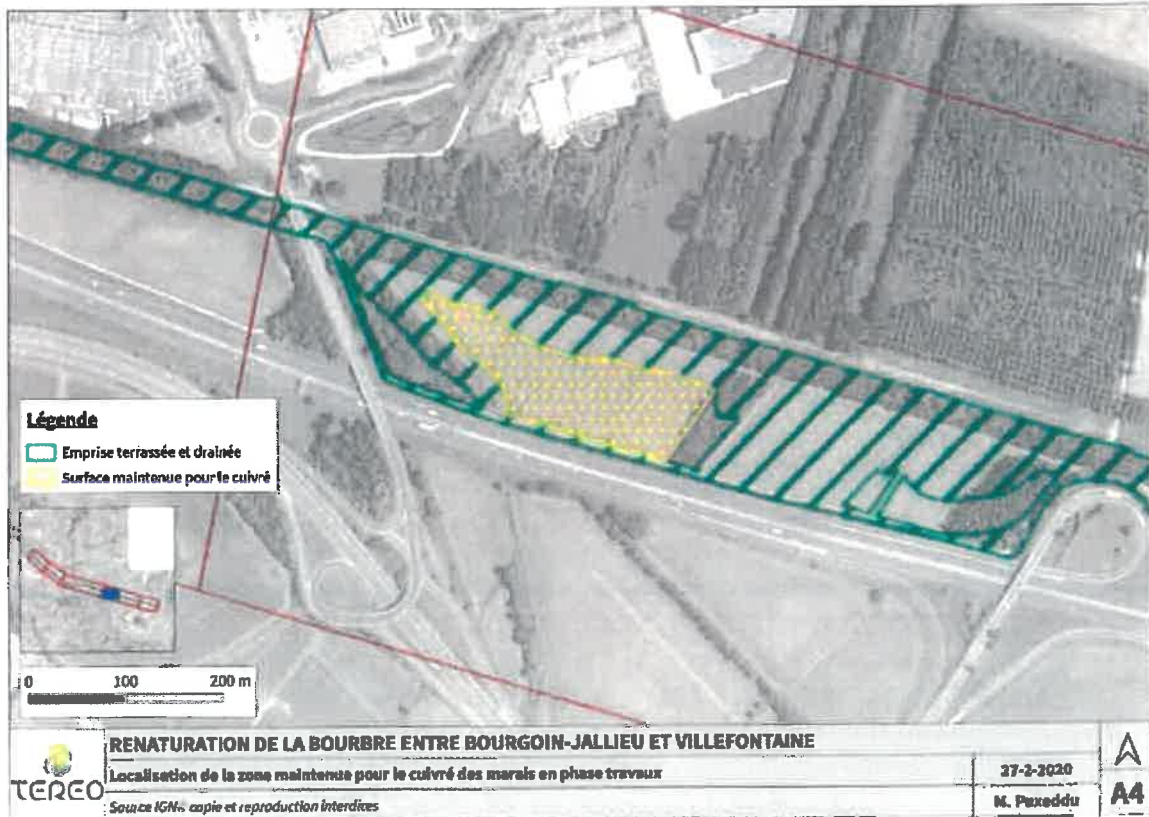 Légende
Emprise terrassée et drainée
Surface maintenue pour le cuivré
0 100 200 m
TEREO
RENATURATION DE LA BOURBRE ENTRE BOURGOIN-JALLIEU ET VILLEFONTAINE
Localisation de la zone maintenue pour le cuivré des marais en phase travaux
Source IGN, copie et reproduction interdites
27-2-2020
M. Puxeddu
A4